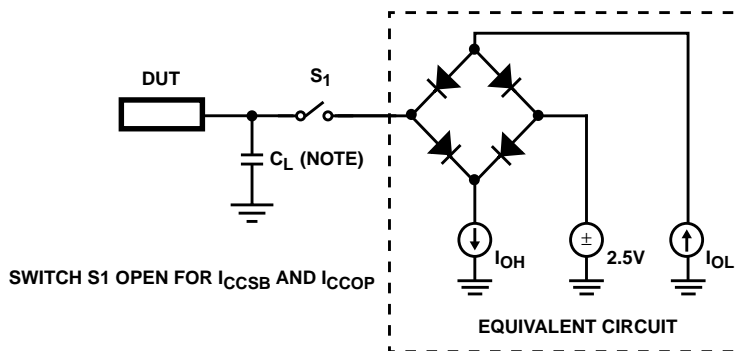 DUT
S1
CL (NOTE)
IOH
±
2.5V
IOL
SWITCH S1 OPEN FOR ICCSB AND ICCOP
EQUIVALENT CIRCUIT